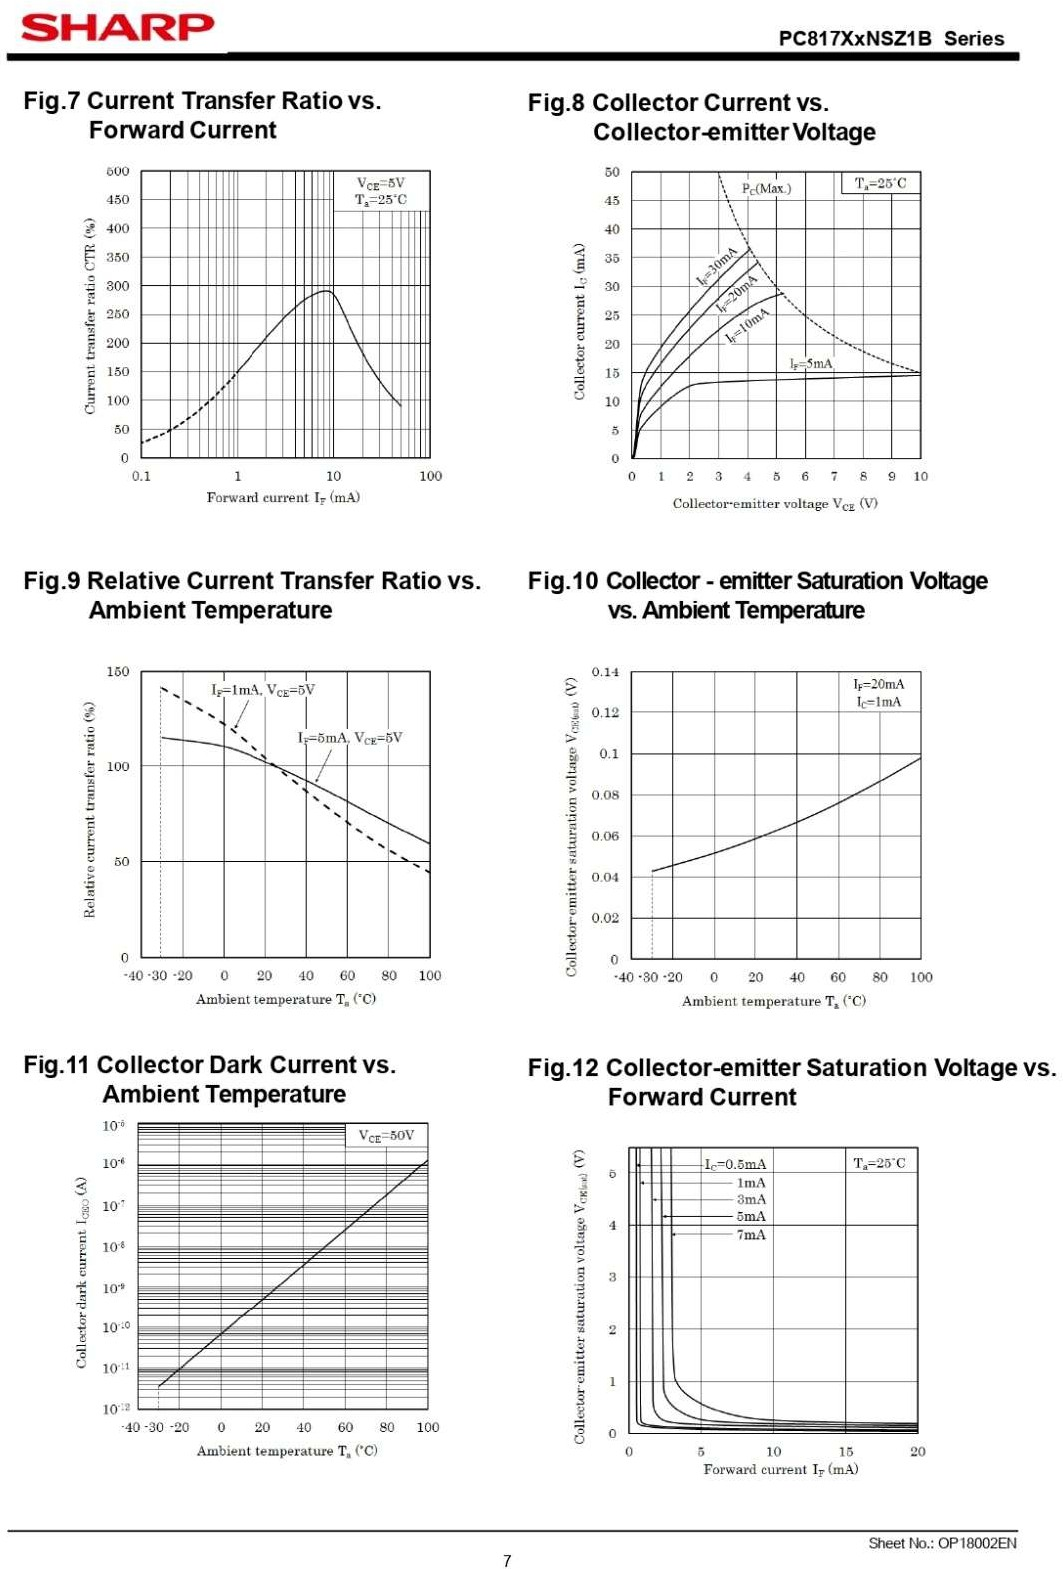 SHARP
PC817XxNSZ1B Series
Fig.7 Current Transfer Ratio vs.
Forward Current
500
450
400
350
300
250
200
150
100
50
0
Current transfer ratio CTR (%)
VCE=5V
Ta=25°C
0.1 1 10 100
Forward current IF (mA)
Fig.8 Collector Current vs.
Collector-emitter Voltage
50
45
40
35
30
25
20
15
10
5
0
Collector current IC (mA)
PC(Max.)
Ta=25°C
IF=30mA
IF=20mA
IF=10mA
IF=5mA
0 1 2 3 4 5 6 7 8 9 10
Collector-emitter voltage VCE (V)
Fig.9 Relative Current Transfer Ratio vs.
Ambient Temperature
150
100
50
0
Relative current transfer ratio (%)
IF=1mA, VCE=5V
IF=5mA, VCE=5V
-40 -30 -20 0 20 40 60 80 100
Ambient temperature Ta (°C)
Fig.10 Collector - emitter Saturation Voltage
vs. Ambient Temperature
0.14
0.12
0.1
0.08
0.06
0.04
0.02
0
Collector-emitter saturation voltage VCE(sat) (V)
IF=20mA
IC=1mA
-40 -30 -20 0 20 40 60 80 100
Ambient temperature Ta (°C)
Fig.11 Collector Dark Current vs.
Ambient Temperature
10-5
10-6
10-7
10-8
10-9
10-10
10-11
10-12
Collector dark current ICEO (A)
VCE=50V
-40 -30 -20 0 20 40 60 80 100
Ambient temperature Ta (°C)
Fig.12 Collector-emitter Saturation Voltage vs.
Forward Current
5
4
3
2
1
0
Collector-emitter saturation voltage VCE(sat) (V)
IC=0.5mA
1mA
3mA
5mA
7mA
Ta=25°C
0 5 10 15 20
Forward current IF (mA)
Sheet No.: OP18002EN
7